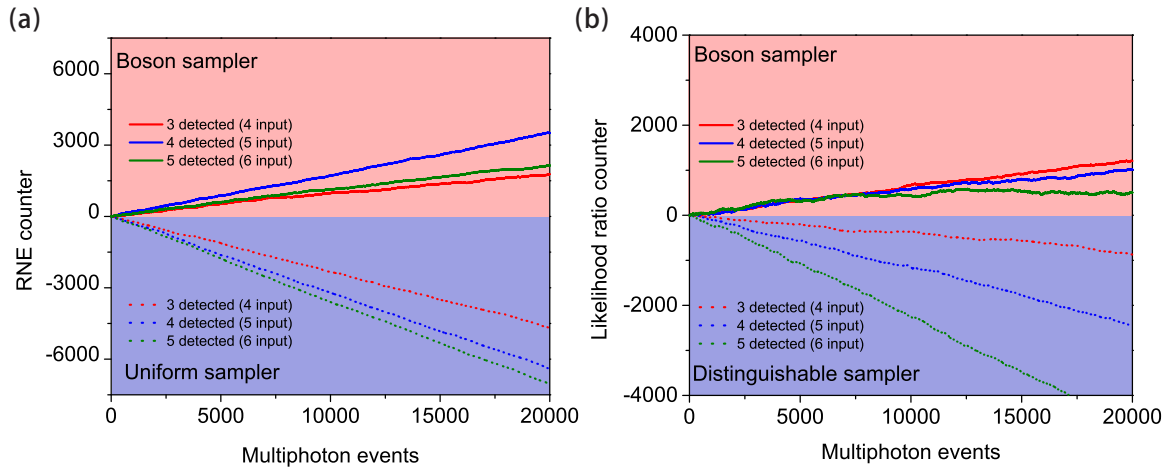 (a)
RNE counter
6000
3000
0
-3000
-6000
Boson sampler
3 detected (4 input)
4 detected (5 input)
5 detected (6 input)
3 detected (4 input)
4 detected (5 input)
5 detected (6 input)
Uniform sampler
0 5000 10000 15000 20000
Multiphoton events
(b)
Likelihood ratio counter
4000
2000
0
-2000
-4000
Boson sampler
3 detected (4 input)
4 detected (5 input)
5 detected (6 input)
3 detected (4 input)
4 detected (5 input)
5 detected (6 input)
Distinguishable sampler
0 5000 10000 15000 20000
Multiphoton events